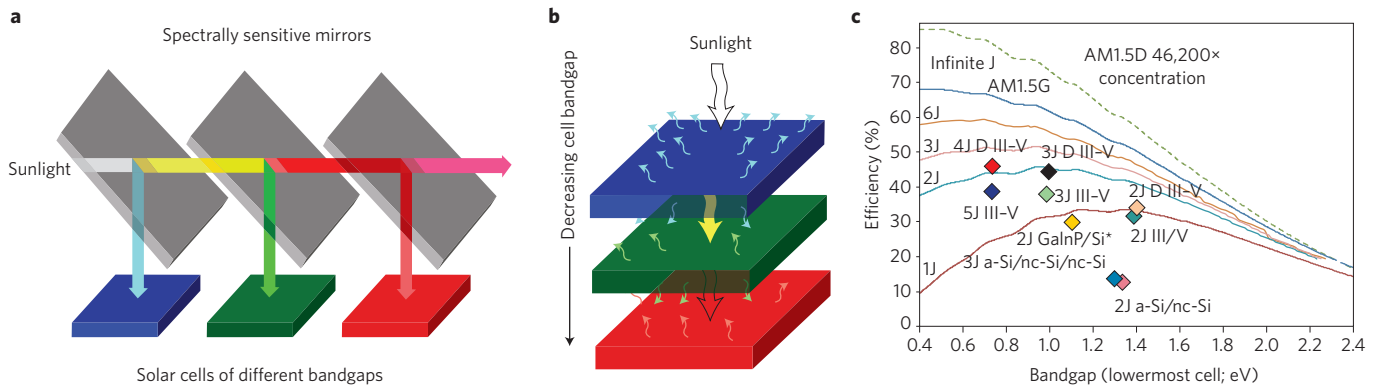 a
Spectrally sensitive mirrors
Sunlight
Solar cells of different bandgaps
b
Sunlight
Decreasing cell bandgap
c
Efficiency (%)
80
70
60
50
40
30
20
10
0
AM1.5D 46,200×
concentration
Infinite J
AM1.5G
6J
3J
4J D III–V
3J D III–V
2J
5J III–V
3J III–V
2J D III–V
2J III/V
2J GaInP/Si*
3J a-Si/nc-Si/nc-Si
1J
2J a-Si/nc-Si
0.4 0.6 0.8 1.0 1.2 1.4 1.6 1.8 2.0 2.2 2.4
Bandgap (lowermost cell; eV)